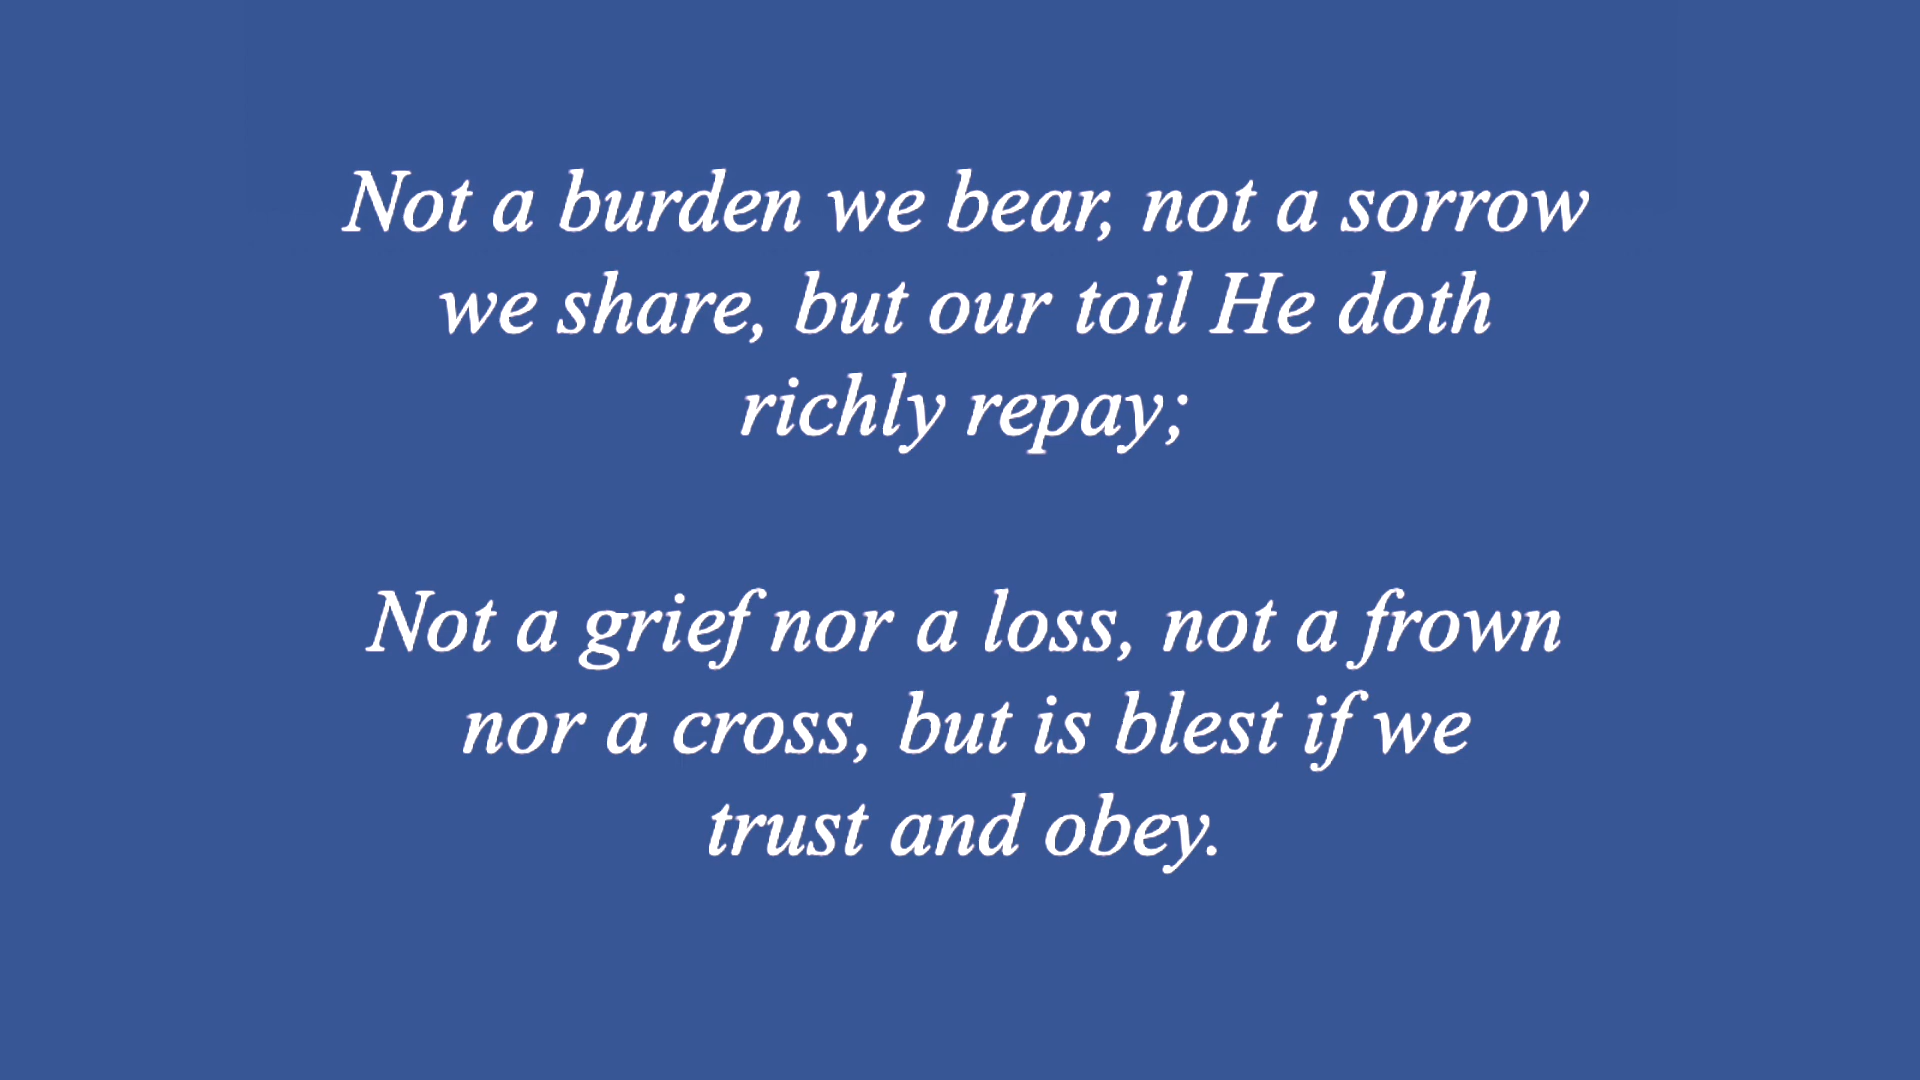 Not a burden we bear, not a sorrow
we share, but our toil He doth
richly repay;
Not a grief nor a loss, not a frown
nor a cross, but is blest if we
trust and obey.